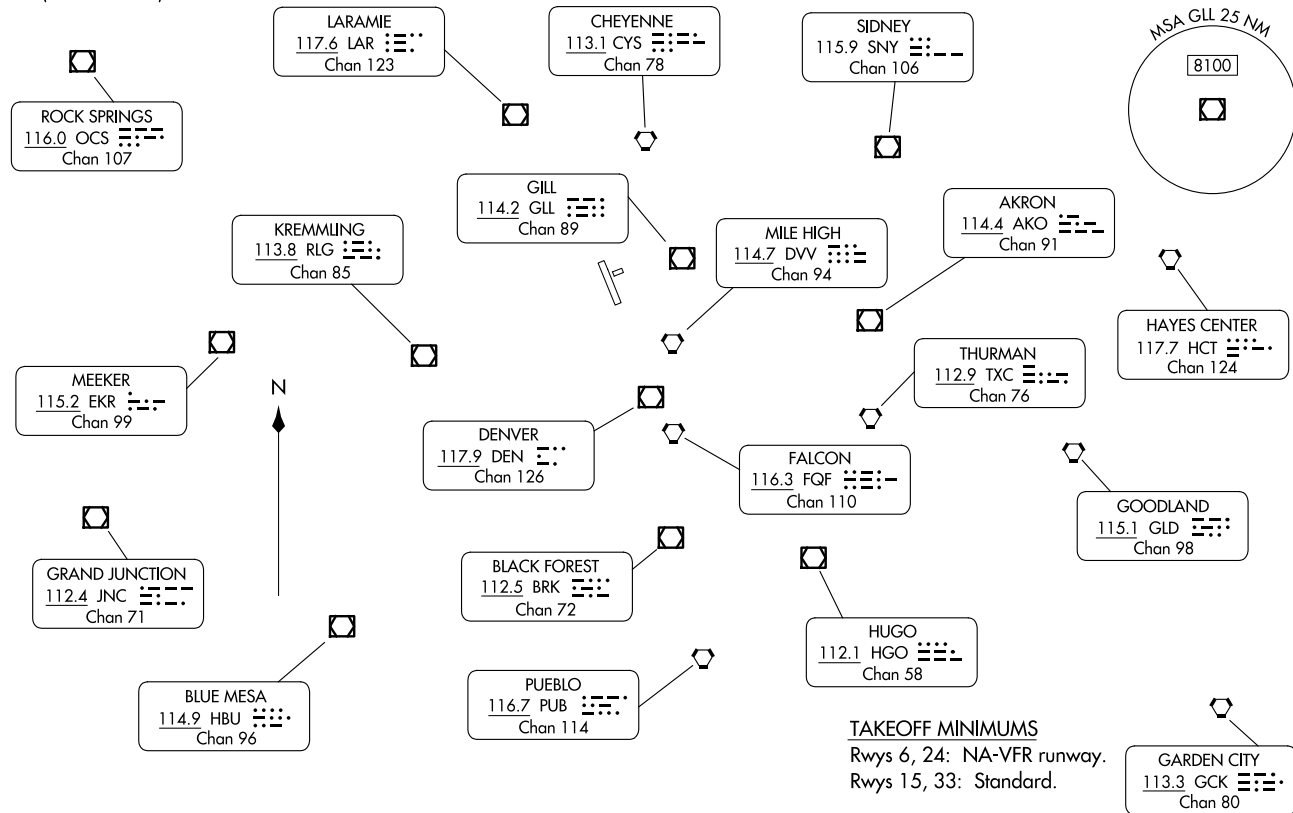 LARAMIE
117.6 LAR
Chan 123
CHEYENNE
113.1 CYS
Chan 78
SIDNEY
115.9 SNY
Chan 106
MSA GLL 25 NM
8100
ROCK SPRINGS
116.0 OCS
Chan 107
GILL
114.2 GLL
Chan 89
AKRON
114.4 AKO
Chan 91
KREMMLING
113.8 RLG
Chan 85
MILE HIGH
114.7 DVV
Chan 94
HAYES CENTER
117.7 HCT
Chan 124
MEEKER
115.2 EKR
Chan 99
N
THURMAN
112.9 TXC
Chan 76
DENVER
117.9 DEN
Chan 126
FALCON
116.3 FQF
Chan 110
GOODLAND
115.1 GLD
Chan 98
GRAND JUNCTION
112.4 JNC
Chan 71
BLACK FOREST
112.5 BRK
Chan 72
HUGO
112.1 HGO
Chan 58
BLUE MESA
114.9 HBU
Chan 96
PUEBLO
116.7 PUB
Chan 114
TAKEOFF MINIMUMS
Rwys 6, 24: NA-VFR runway.
Rwys 15, 33: Standard.
GARDEN CITY
113.3 GCK
Chan 80